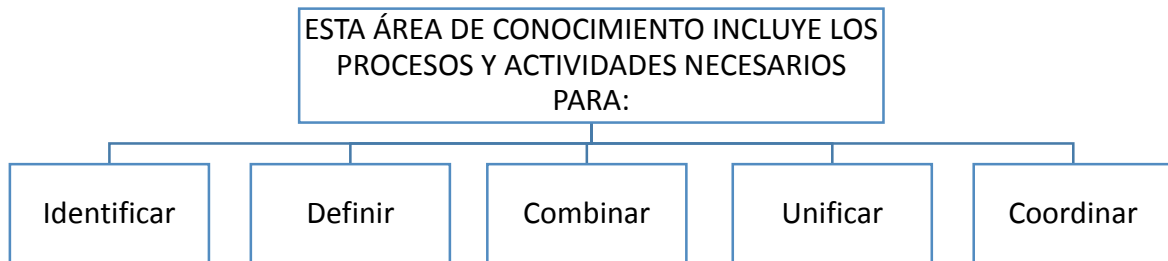 ESTA ÁREA DE CONOCIMIENTO INCLUYE LOS
PROCESOS Y ACTIVIDADES NECESARIOS
PARA:
Identificar
Definir
Combinar
Unificar
Coordinar